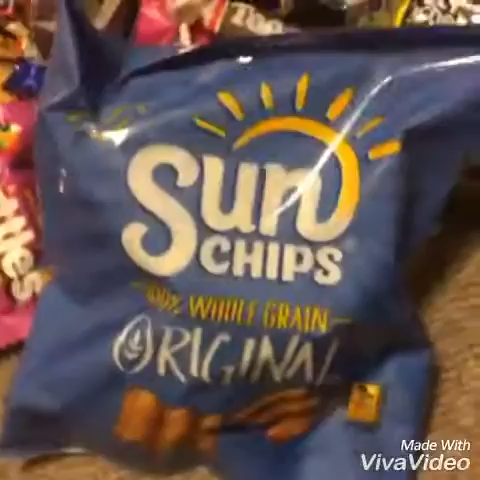 Sun
CHIPS
100% WHOLE GRAIN
ORIGINAL
Made With
VivaVideo